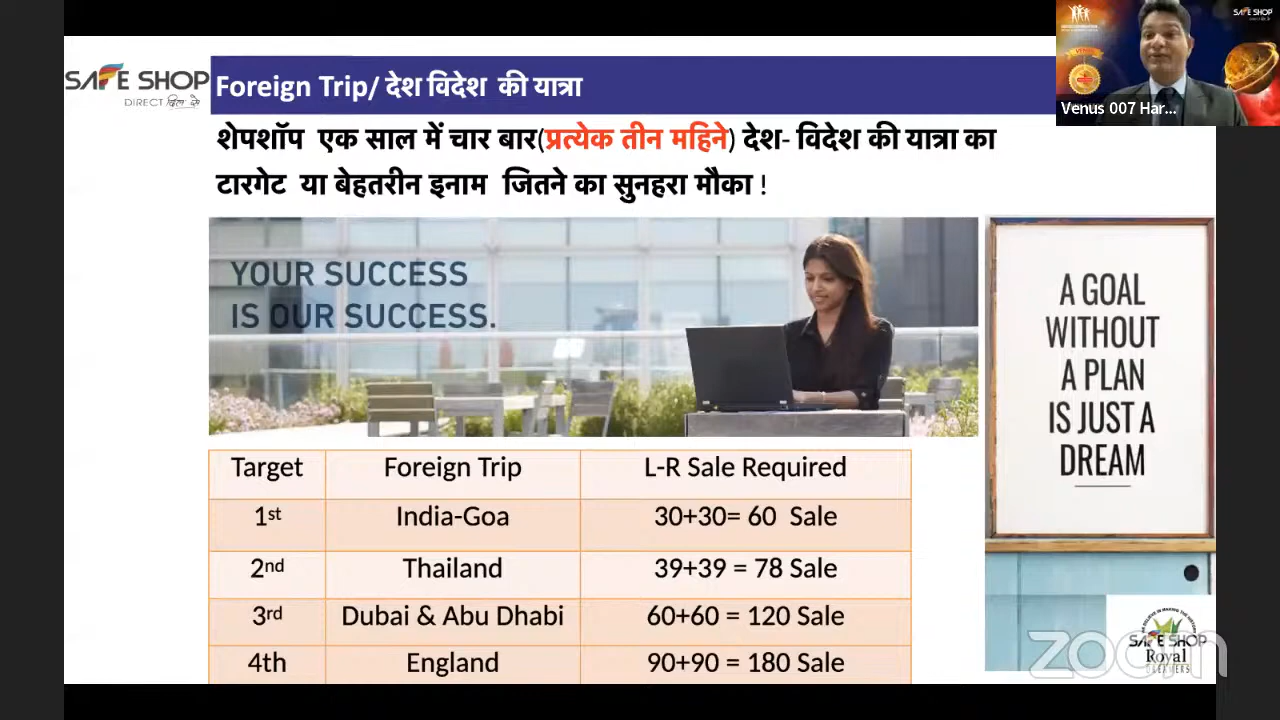 SAFE SHOP
DIRECT दिल से
Foreign Trip/ देश विदेश की यात्रा
SAFE SHOP
Venus 007 Har...
शेपशॉप एक साल में चार बार(प्रत्येक तीन महिने) देश- विदेश की यात्रा का
टारगेट या बेहतरीन इनाम जितने का सुनहरा मौका !
YOUR SUCCESS
IS OUR SUCCESS.
A GOAL
WITHOUT
A PLAN
IS JUST A
DREAM
Target Foreign Trip L-R Sale Required
1st India-Goa 30+30= 60 Sale
2nd Thailand 39+39 = 78 Sale
3rd Dubai & Abu Dhabi 60+60 = 120 Sale
4th England 90+90 = 180 Sale
SAFE SHOP
Royal
zoom